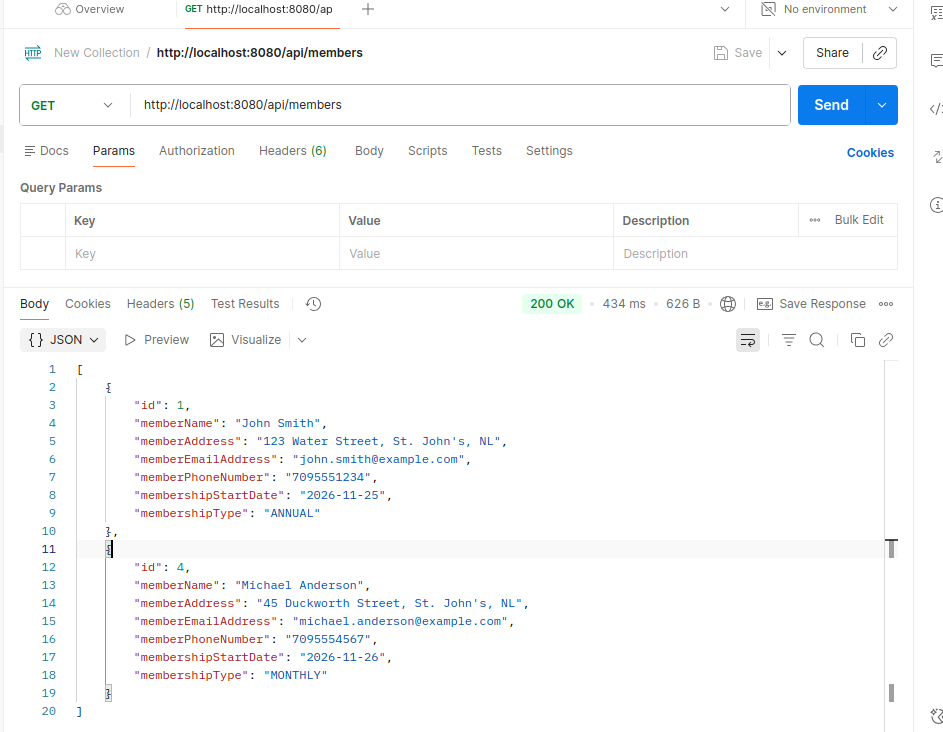 Overview GET http://localhost:8080/ap No environment
New Collection / http://localhost:8080/api/members Save Share
GET http://localhost:8080/api/members Send
Docs Params Authorization Headers (6) Body Scripts Tests Settings Cookies
Query Params
Key Value Description Bulk Edit
Key Value Description
Body Cookies Headers (5) Test Results 200 OK 434 ms 626 B e.g. Save Response
{} JSON Preview Visualize
1 [
2 {
3 "id": 1,
4 "memberName": "John Smith",
5 "memberAddress": "123 Water Street, St. John's, NL",
6 "memberEmailAddress": "john.smith@example.com",
7 "memberPhoneNumber": "7095551234",
8 "membershipStartDate": "2026-11-25",
9 "membershipType": "ANNUAL"
10 },
11 {
12 "id": 4,
13 "memberName": "Michael Anderson",
14 "memberAddress": "45 Duckworth Street, St. John's, NL",
15 "memberEmailAddress": "michael.anderson@example.com",
16 "memberPhoneNumber": "7095554567",
17 "membershipStartDate": "2026-11-26",
18 "membershipType": "MONTHLY"
19 }
20 ]